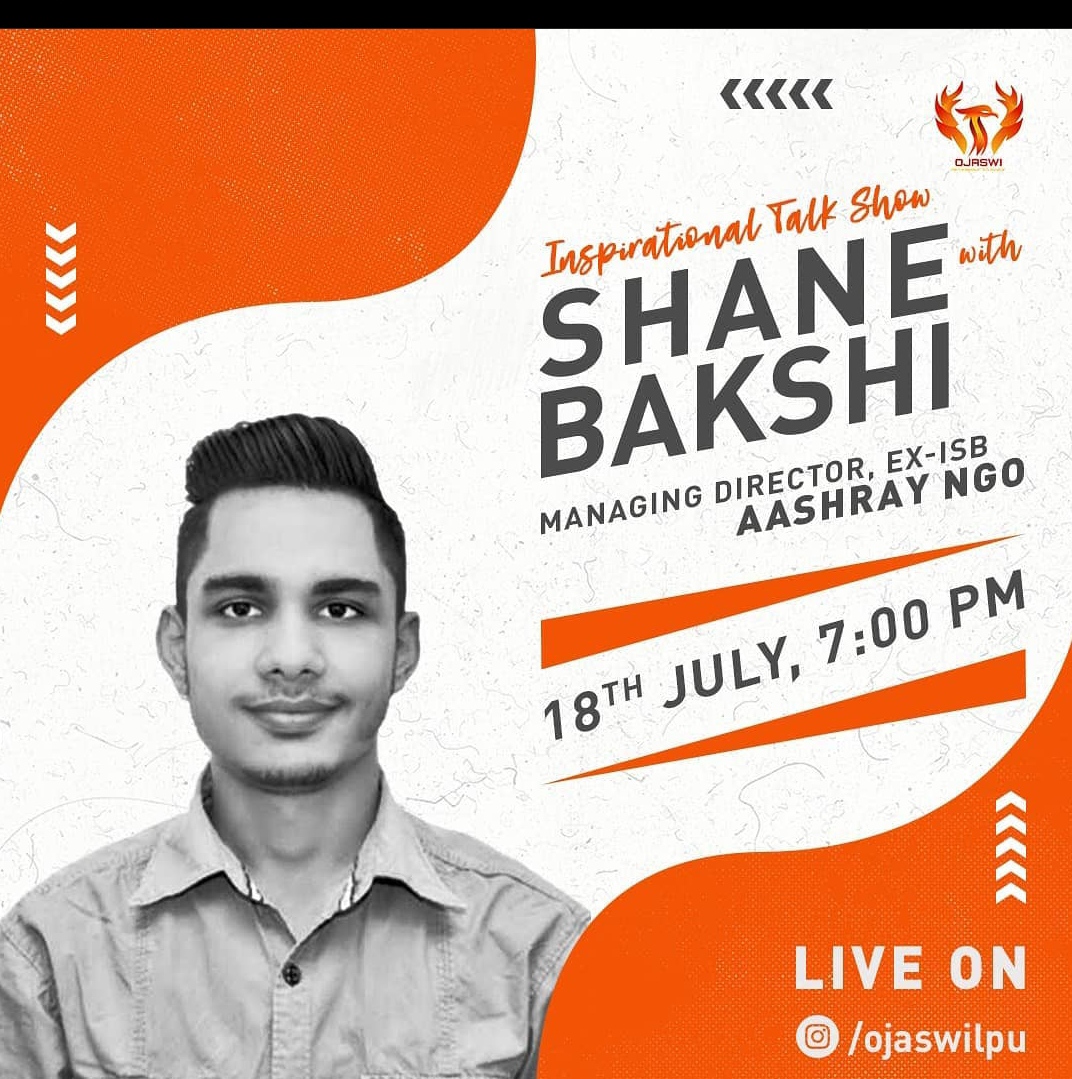 OJASWI
Inspirational Talk Show
with
SHANE
BAKSHI
MANAGING DIRECTOR, EX-ISB
AASHRAY NGO
18TH JULY, 7:00 PM
LIVE ON
/ojaswilpu